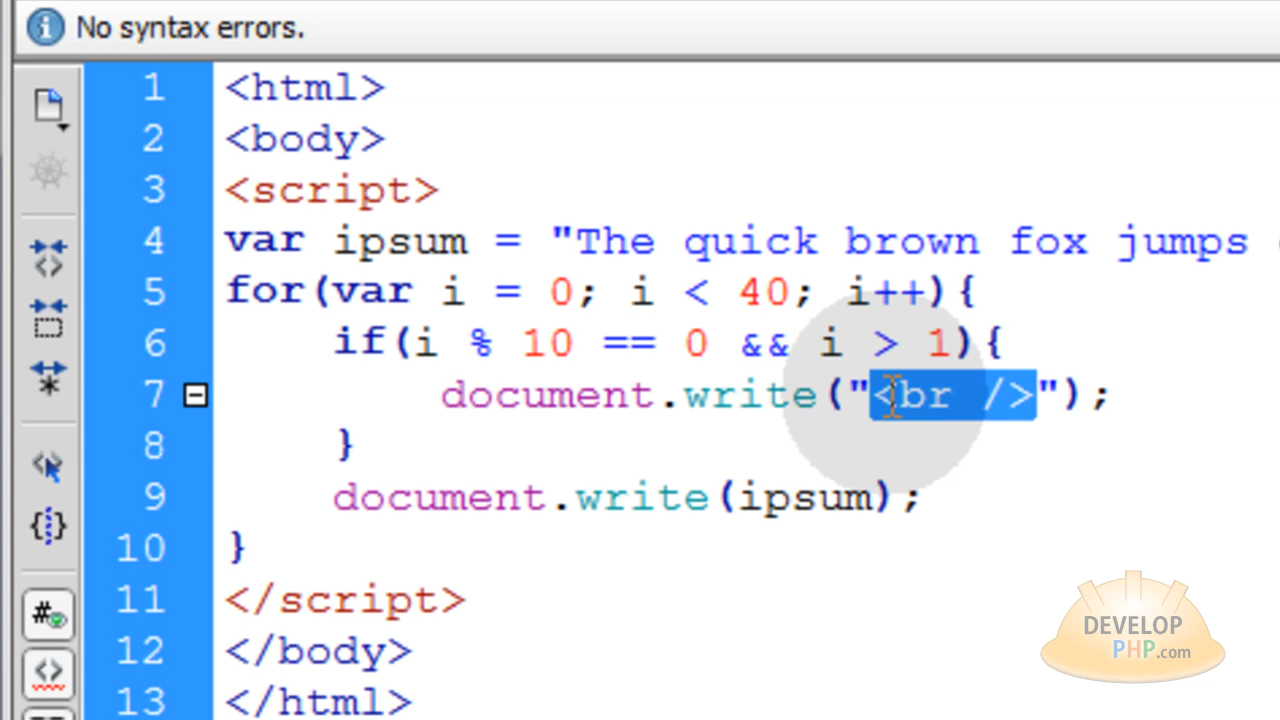 No syntax errors.
1 <html>
2 <body>
3 <script>
4 var ipsum = "The quick brown fox jumps
5 for(var i = 0; i < 40; i++){
6 if(i % 10 == 0 && i > 1){
7 document.write("<br />");
8 }
9 document.write(ipsum);
10 }
11 </script>
12 </body>
13 </html>
DEVELOP
PHP.com